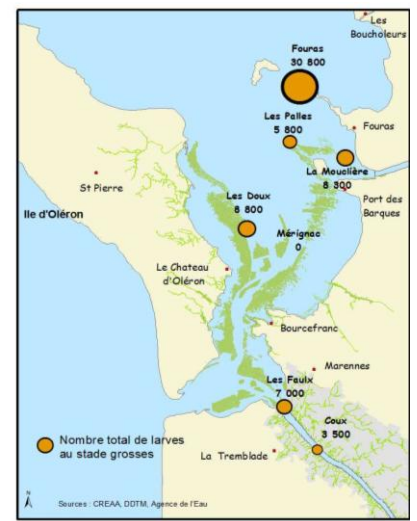 Les
Boucholeurs
Fouras
30 800
Les Palles
5 800
Fouras
La Mouclière
8 300
St Pierre
Port des
Barques
Les Doux
8 800
Ile d'Oléron
Mérignac
0
Le Chateau
d'Oléron
Bourcefranc
Marennes
Les Faulx
7 000
Coux
3 500
Nombre total de larves
au stade grosses
La Tremblade
N
Sources : CREAA, DDTM, Agence de l'Eau